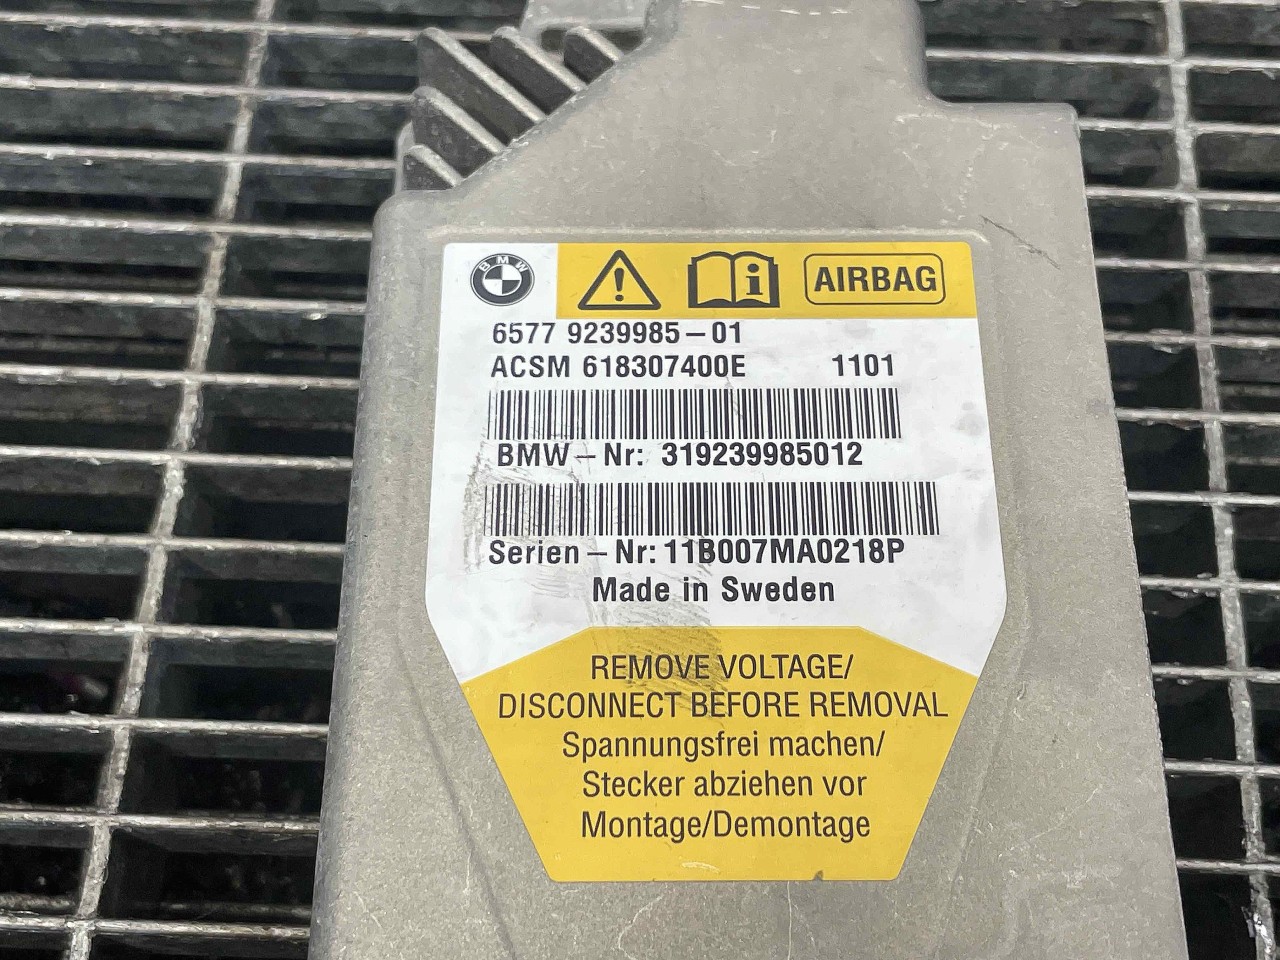 BMW
AIRBAG
6577 9239985-01
ACSM 618307400E 1101
BMW-Nr: 319239985012
Serien-Nr: 11B007MA0218P
Made in Sweden
REMOVE VOLTAGE/
DISCONNECT BEFORE REMOVAL
Spannungsfrei machen/
Stecker abziehen vor
Montage/Demontage